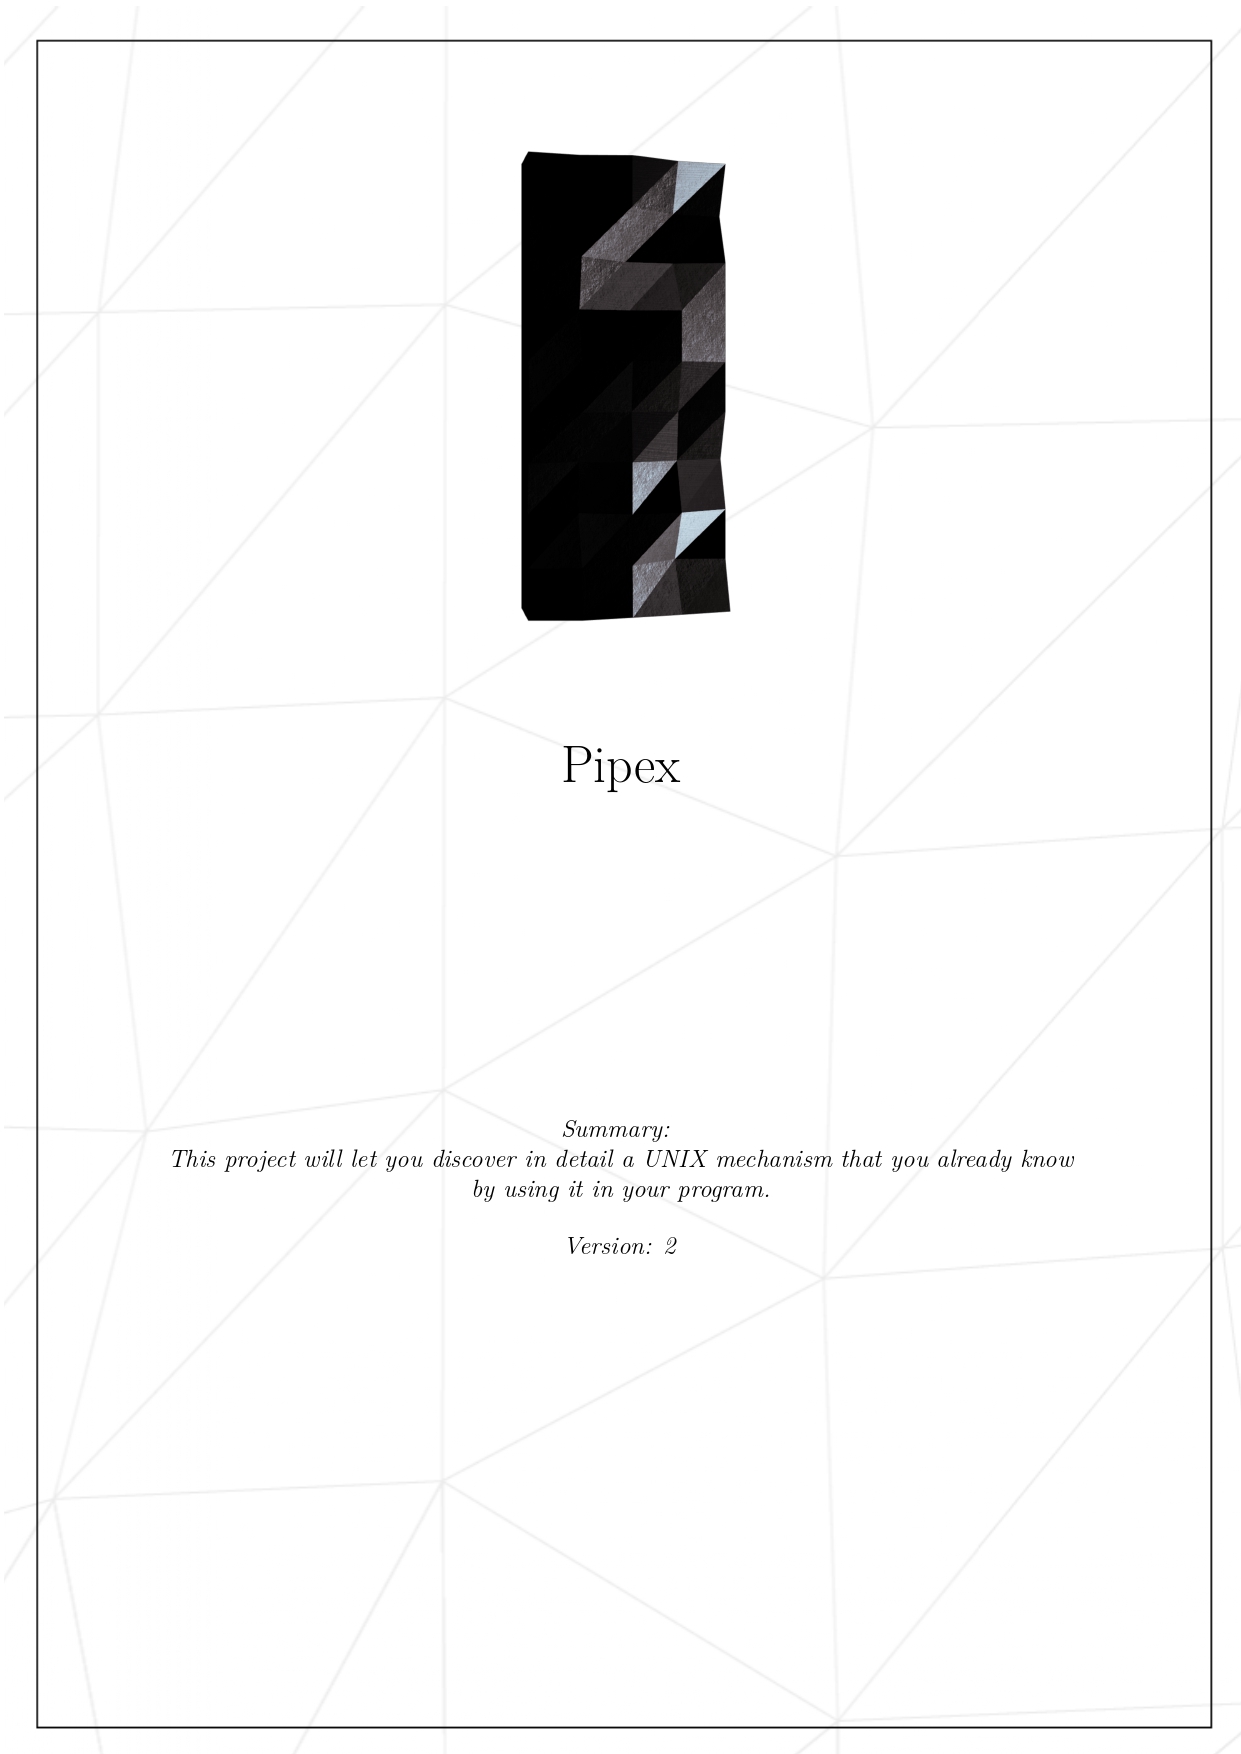 Pipex
Summary:
This project will let you discover in detail a UNIX mechanism that you already know
by using it in your program.
Version: 2